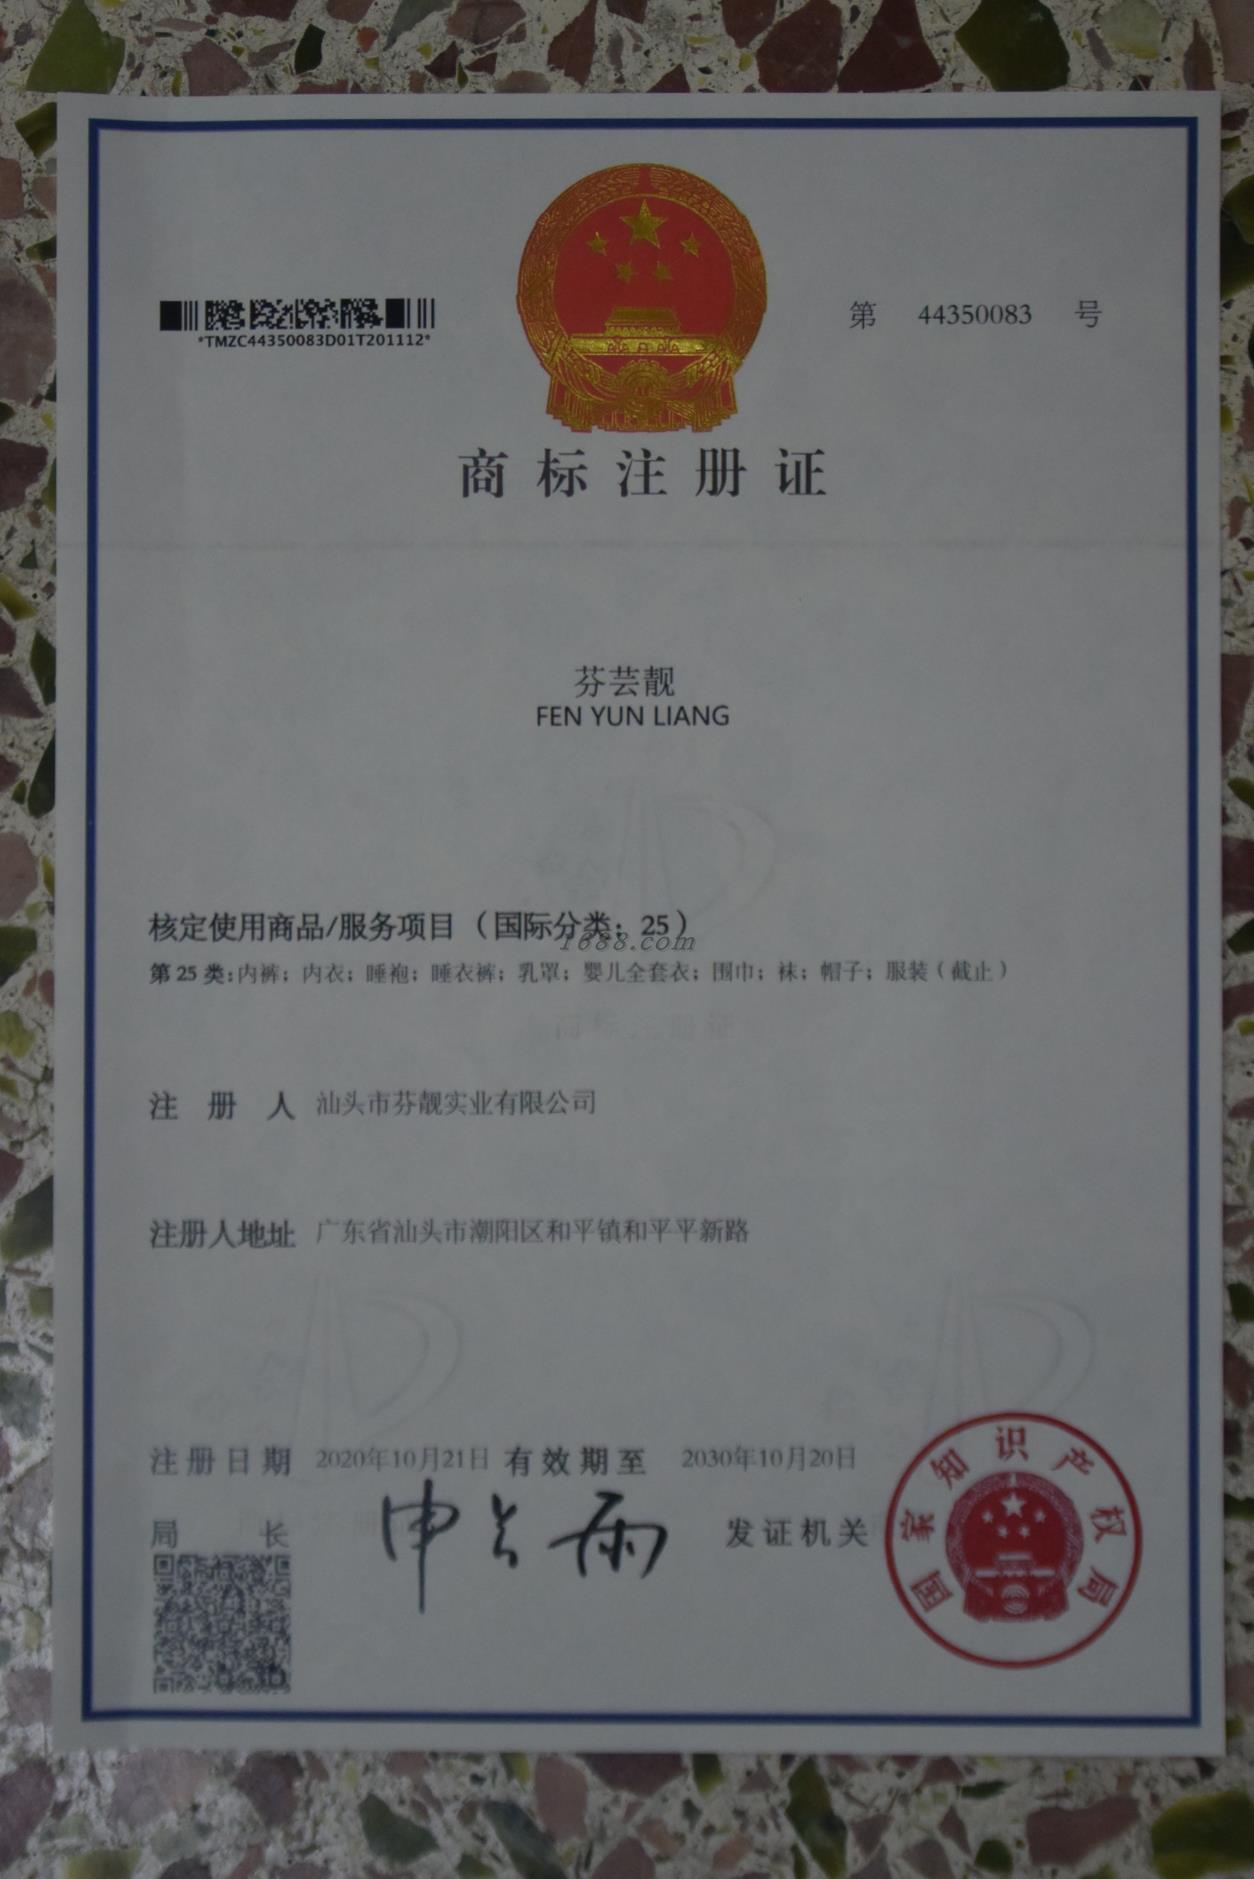 *TMZC44350083D01T201112*
第 44350083 号
商标注册证
芬芸靓
FEN YUN LIANG
核定使用商品/服务项目（国际分类：25）
1688.com
第25类：内裤；内衣；睡袍；睡衣裤；乳罩；婴儿全套衣；围巾；袜；帽子；服装（截止）
注册人 汕头市芬靓实业有限公司
注册人地址 广东省汕头市潮阳区和平镇和平平新路
注册日期 2020年10月21日 有效期至 2030年10月20日
局长 申长雨 发证机关
国家知识产权局